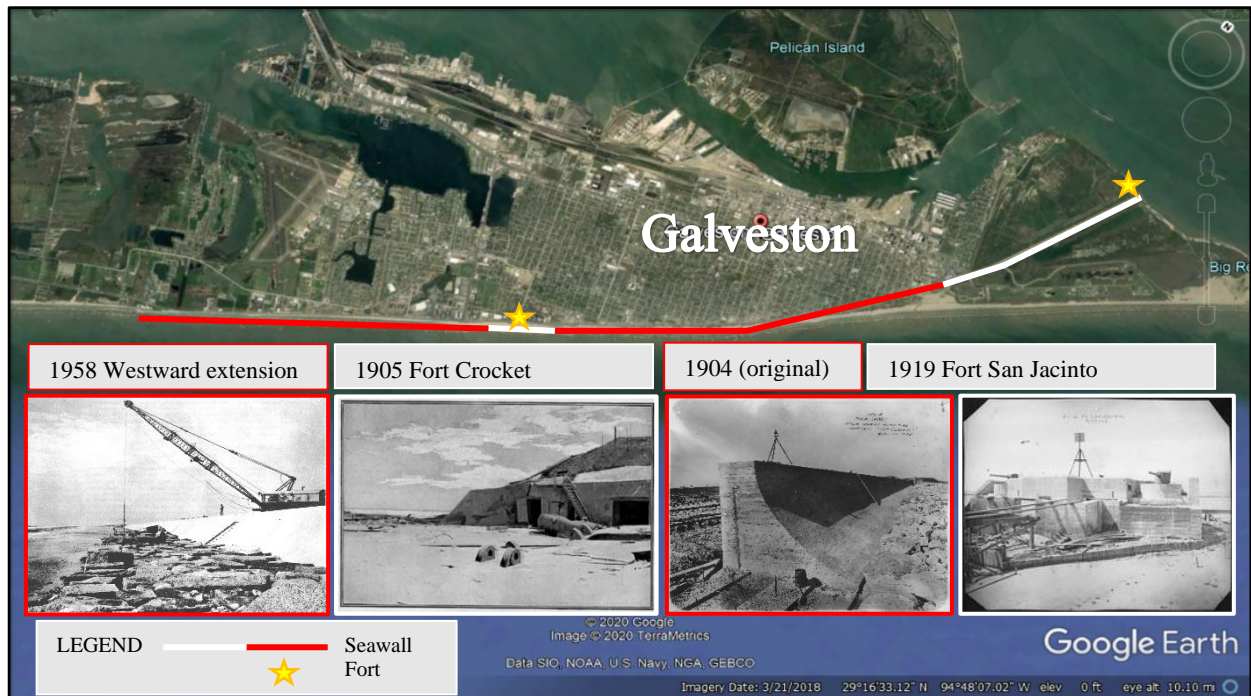 Pelican Island
N
Galveston
Big Re
1958 Westward extension
1905 Fort Crocket
1904 (original)
1919 Fort San Jacinto
LEGEND
Seawall
Fort
© 2020 Google
Image © 2020 TerraMetrics
Data SIO, NOAA, U.S. Navy, NGA, GEBCO
Google Earth
Imagery Date: 3/21/2018 29°16'33.12" N 94°48'07.02" W elev 0 ft eye alt 10.10 mi